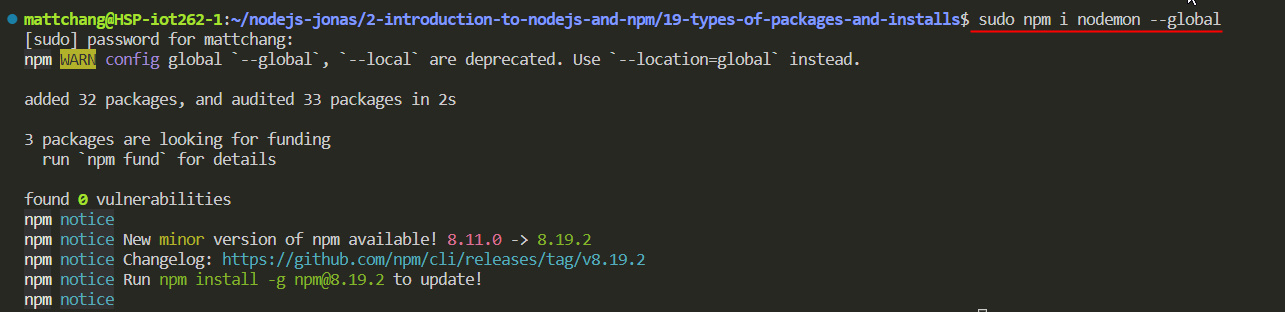 mattchang@HSP-iot262-1:~/nodejs-jonas/2-introduction-to-nodejs-and-npm/19-types-of-packages-and-installs$ sudo npm i nodemon --global
[sudo] password for mattchang:
npm WARN config global `--global`, `--local` are deprecated. Use `--location=global` instead.
added 32 packages, and audited 33 packages in 2s
3 packages are looking for funding
  run `npm fund` for details
found 0 vulnerabilities
npm notice
npm notice New minor version of npm available! 8.11.0 -> 8.19.2
npm notice Changelog: https://github.com/npm/cli/releases/tag/v8.19.2
npm notice Run npm install -g npm@8.19.2 to update!
npm notice